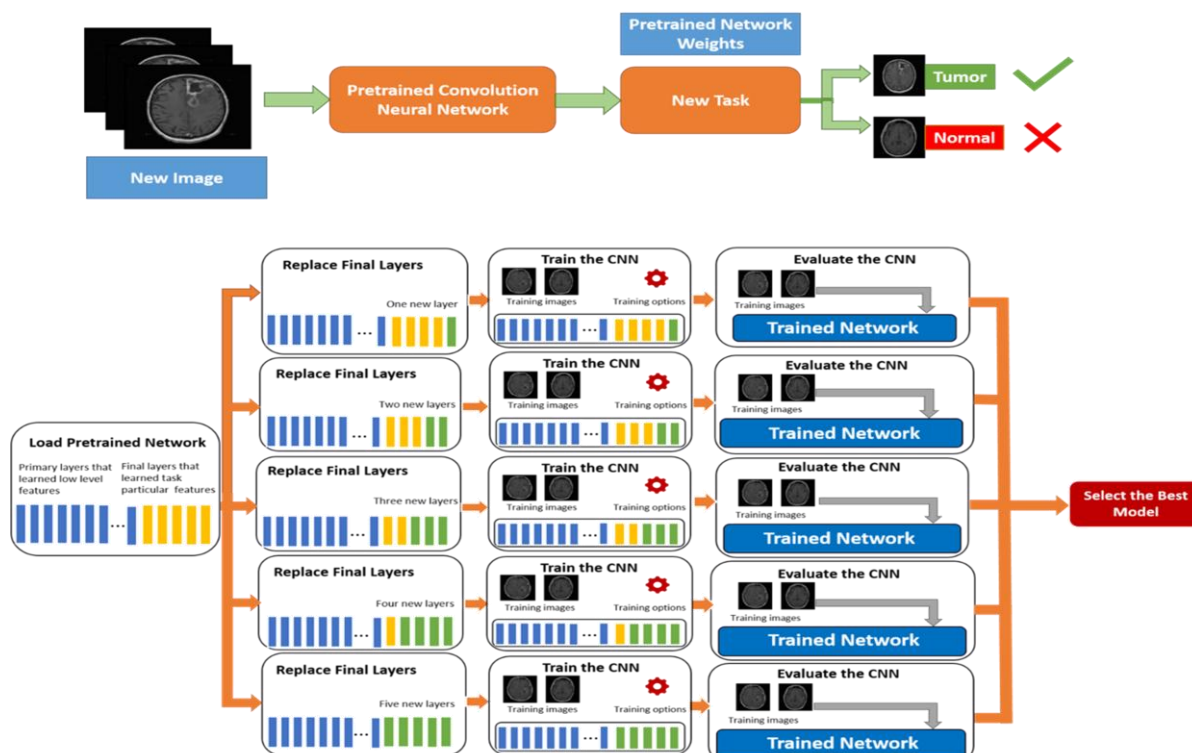 Pretrained Network
Weights
Pretrained Convolution
Neural Network
New Task
Tumor
Normal
New Image
Replace Final Layers
One new layer
Train the CNN
Training images
Training options
Evaluate the CNN
Training images
Trained Network
Replace Final Layers
Two new layers
Train the CNN
Training images
Training options
Evaluate the CNN
Training images
Trained Network
Load Pretrained Network
Primary layers that
learned low level
features
Final layers that
learned task
particular features
...
Replace Final Layers
Three new layers
Train the CNN
Training images
Training options
Evaluate the CNN
Training images
Trained Network
Select the Best
Model
Replace Final Layers
Four new layers
Train the CNN
Training images
Training options
Evaluate the CNN
Training images
Trained Network
Replace Final Layers
Five new layers
Train the CNN
Training images
Training options
Evaluate the CNN
Training images
Trained Network